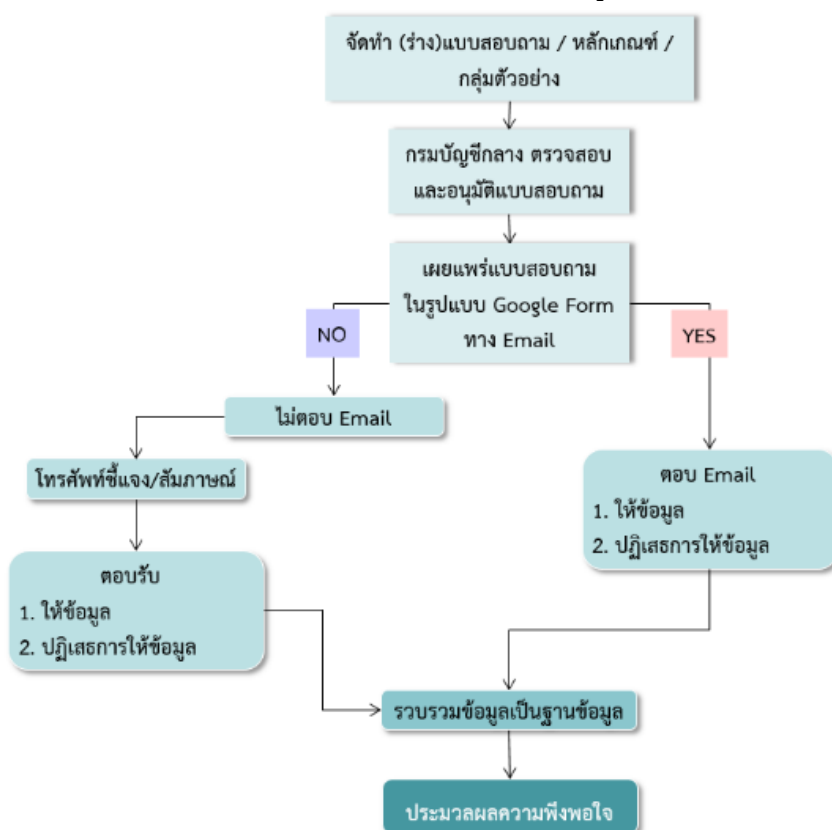 จัดทำ (ร่าง)แบบสอบถาม / หลักเกณฑ์ /
กลุ่มตัวอย่าง
กรมบัญชีกลาง ตรวจสอบ
และอนุมัติแบบสอบถาม
เผยแพร่แบบสอบถาม
ในรูปแบบ Google Form
ทาง Email
NO
YES
ไม่ตอบ Email
โทรศัพท์ชี้แจง/สัมภาษณ์
ตอบ Email
1. ให้ข้อมูล
2. ปฏิเสธการให้ข้อมูล
ตอบรับ
1. ให้ข้อมูล
2. ปฏิเสธการให้ข้อมูล
รวบรวมข้อมูลเป็นฐานข้อมูล
ประมวลผลความพึงพอใจ